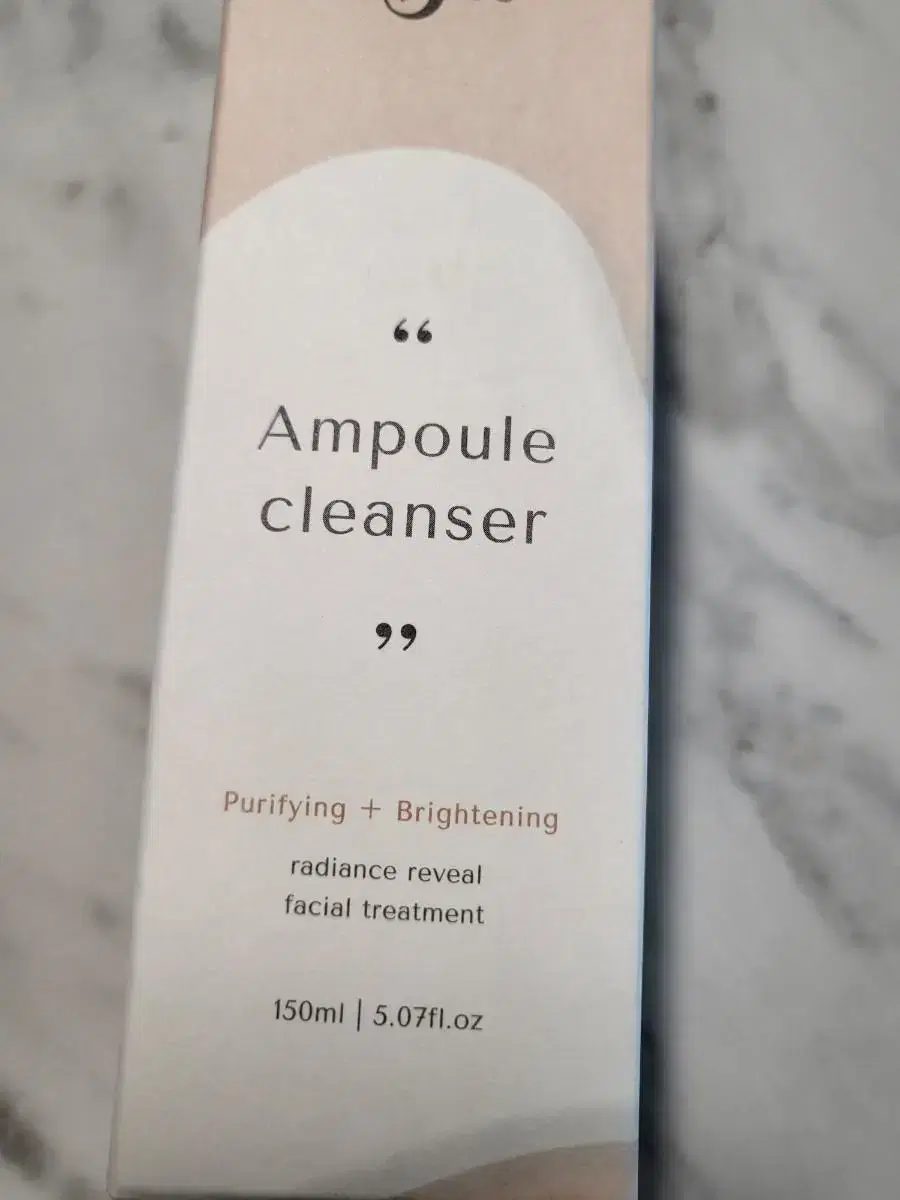 “
Ampoule
cleanser
”
Purifying + Brightening
radiance reveal
facial treatment
150ml | 5.07fl.oz